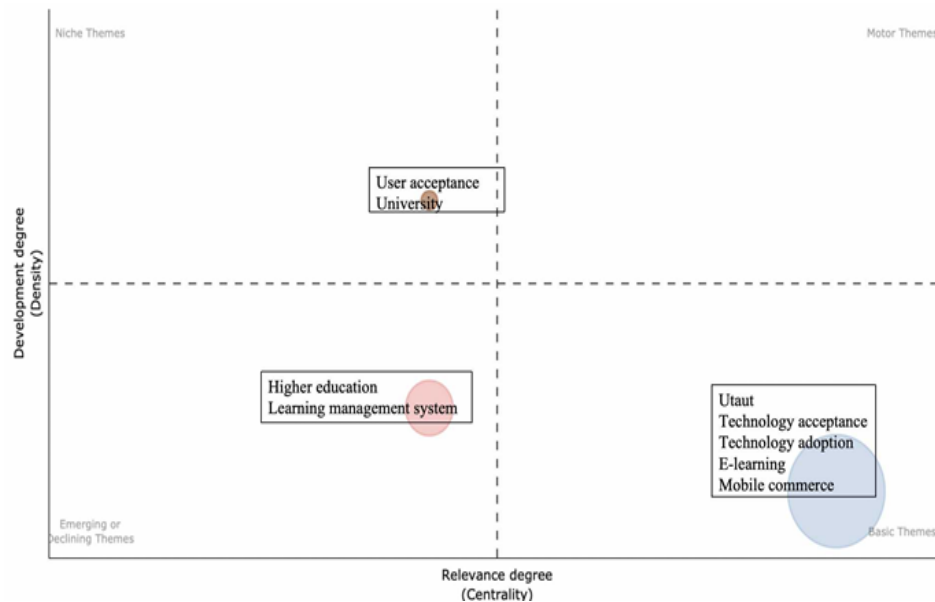 Niche Themes
Motor Themes
User acceptance
University
Development degree
(Density)
Higher education
Learning management system
Utaut
Technology acceptance
Technology adoption
E-learning
Mobile commerce
Emerging or
Declining Themes
Basic Themes
Relevance degree
(Centrality)